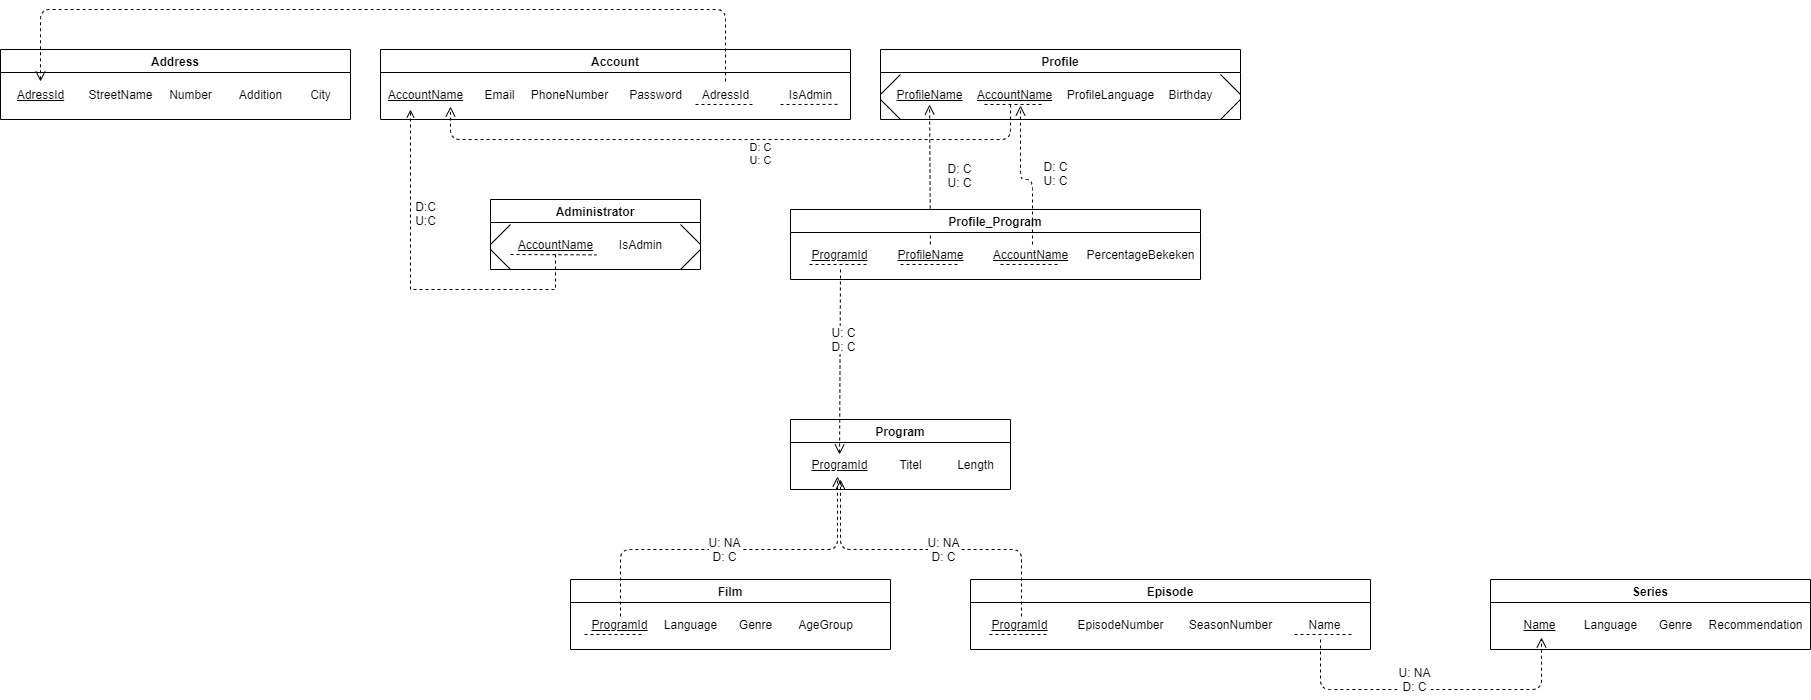 Address
AdressId StreetName Number Addition City
Account
AccountName Email PhoneNumber Password AdressId IsAdmin
Profile
ProfileName AccountName ProfileLanguage Birthday
D: C
U: C
D: C
U: C
D: C
U: C
D:C
U:C
Administrator
AccountName IsAdmin
Profile_Program
ProgramId ProfileName AccountName PercentageBekeken
U: C
D: C
Program
ProgramId Titel Length
U: NA
D: C
U: NA
D: C
Film
ProgramId Language Genre AgeGroup
Episode
ProgramId EpisodeNumber SeasonNumber Name
Series
Name Language Genre Recommendation
U: NA
D: C